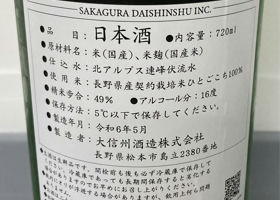 SAKAGURA DAISHINSHU INC.
●品目：日本酒 ●内容量：720ml
●原材料名：米(国産)、米麹(国産米)
●仕込水：北アルプス連峰伏流水
●使用米：長野県産契約栽培米ひとごこち100%
●精米歩合：49% ●アルコール分：16度
●保存方法：5℃以下で保存してください。
●製造年月：令和6年5月
●製造者：大信州酒造株式会社
長野県松本市島立2380番地